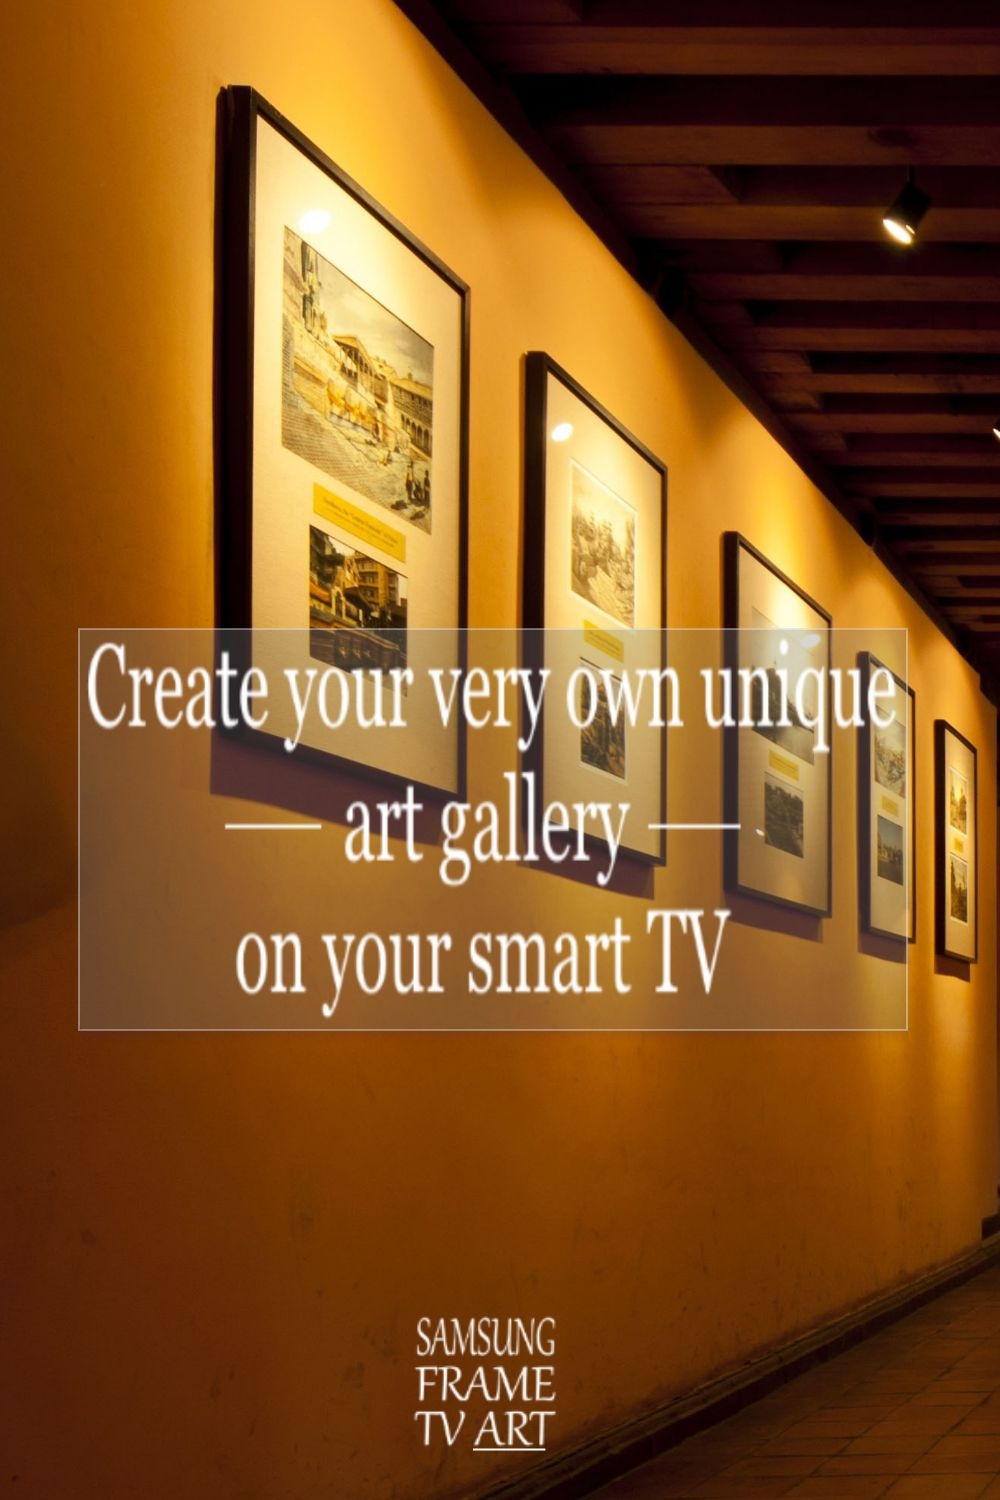 Create your very own unique
art gallery
on your smart TV
SAMSUNG
FRAME
TV ART